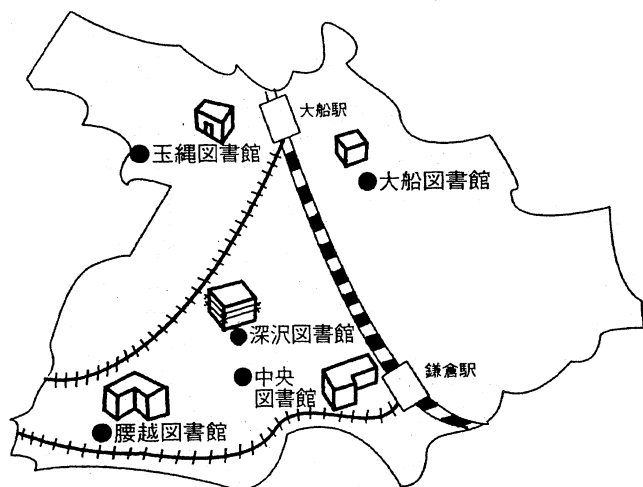 大船駅
●玉縄図書館
●大船図書館
●深沢図書館
鎌倉駅
●中央
図書館
●腰越図書館